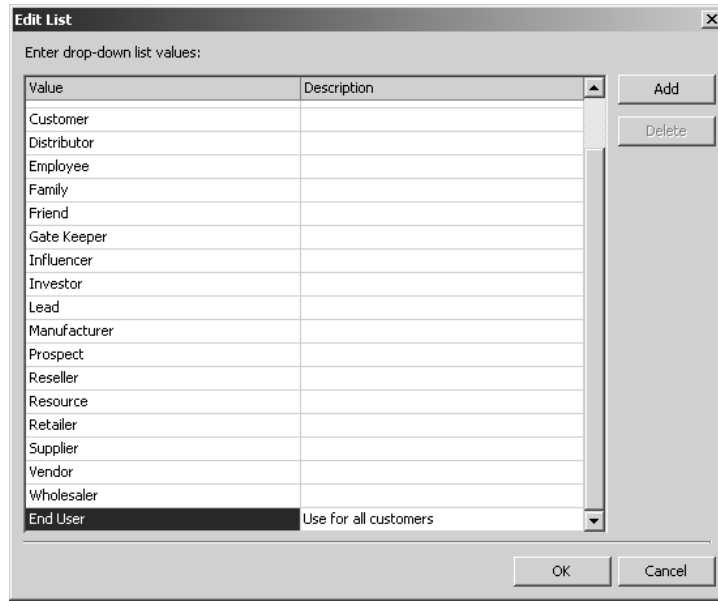 Edit List
Enter drop-down list values:
Value Description
Add
Customer
Delete
Distributor
Employee
Family
Friend
Gate Keeper
Influencer
Investor
Lead
Manufacturer
Prospect
Reseller
Resource
Retailer
Supplier
Vendor
Wholesaler
End User Use for all customers
OK Cancel